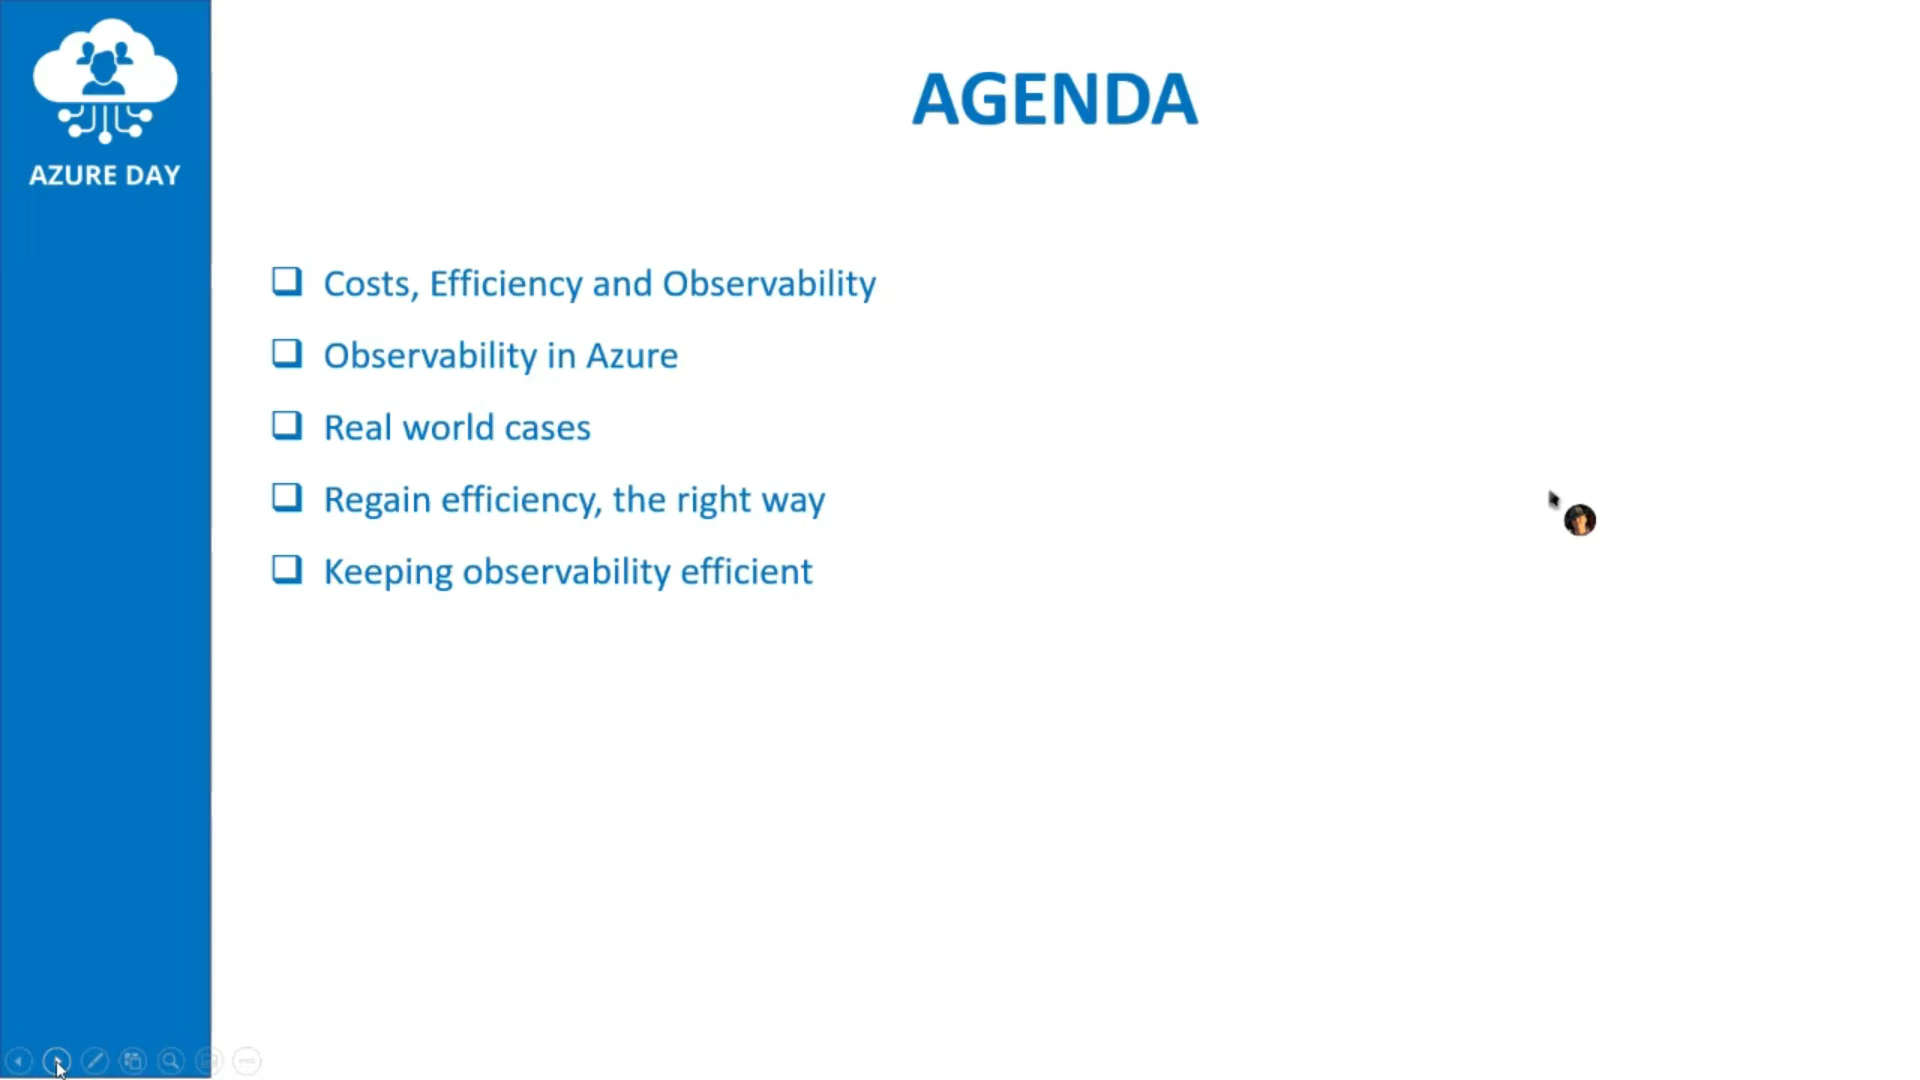 AZURE DAY
AGENDA
Costs, Efficiency and Observability
Observability in Azure
Real world cases
Regain efficiency, the right way
Keeping observability efficient